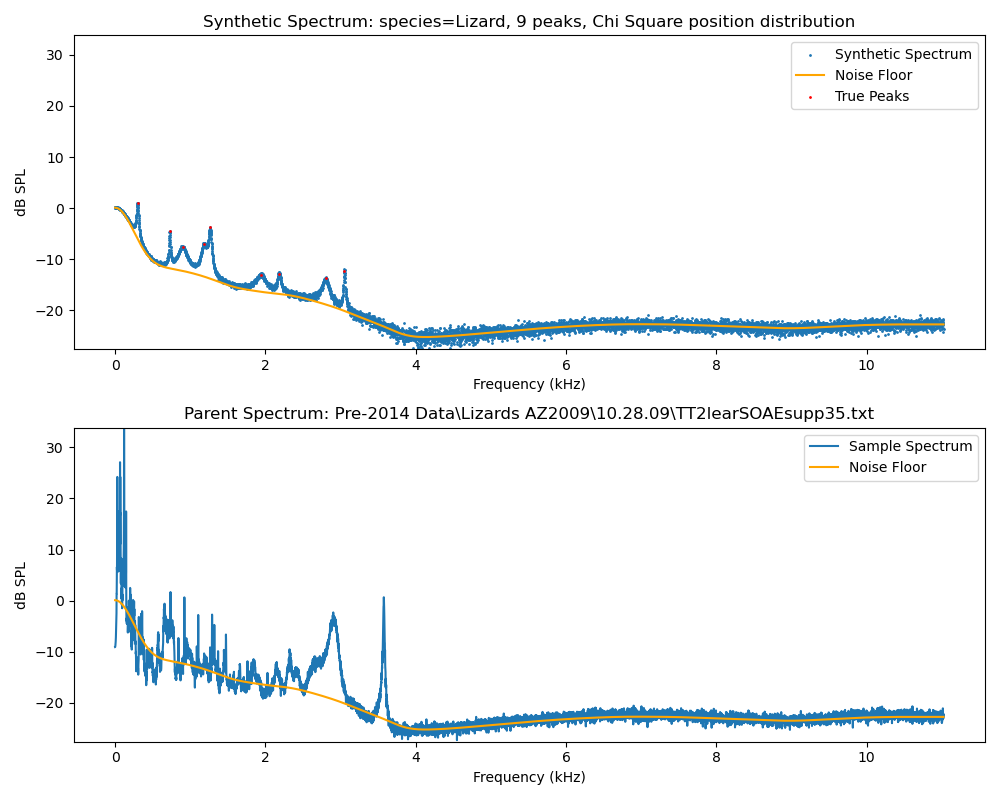 Synthetic Spectrum: species=Lizard, 9 peaks, Chi Square position distribution
30
20
10
0
−10
−20
dB SPL
Synthetic Spectrum
Noise Floor
True Peaks
0 2 4 6 8 10
Frequency (kHz)
Parent Spectrum: Pre-2014 Data\Lizards AZ2009\10.28.09\TT2learSOAEsupp35.txt
30
20
10
0
−10
−20
dB SPL
Sample Spectrum
Noise Floor
0 2 4 6 8 10
Frequency (kHz)